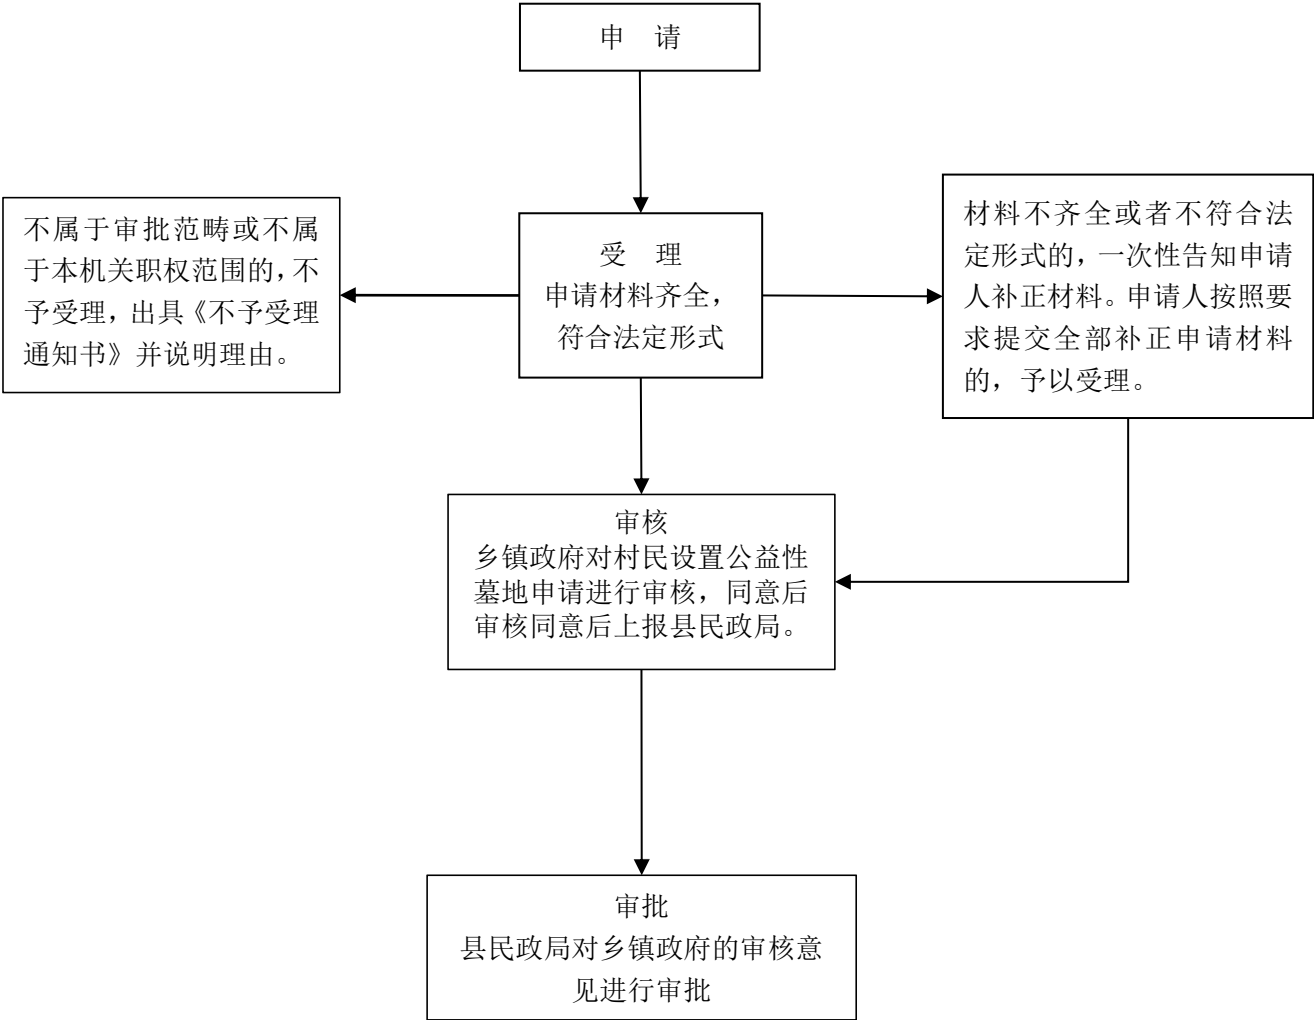 申 请
不属于审批范畴或不属
于本机关职权范围的,不
予受理,出具《不予受理
通知书》并说明理由。
受 理
申请材料齐全，
符合法定形式
材料不齐全或者不符合法
定形式的,一次性告知申请
人补正材料。申请人按照要
求提交全部补正申请材料
的，予以受理。
审核
乡镇政府对村民设置公益性
墓地申请进行审核，同意后
审核同意后上报县民政局。
审批
县民政局对乡镇政府的审核意
见进行审批